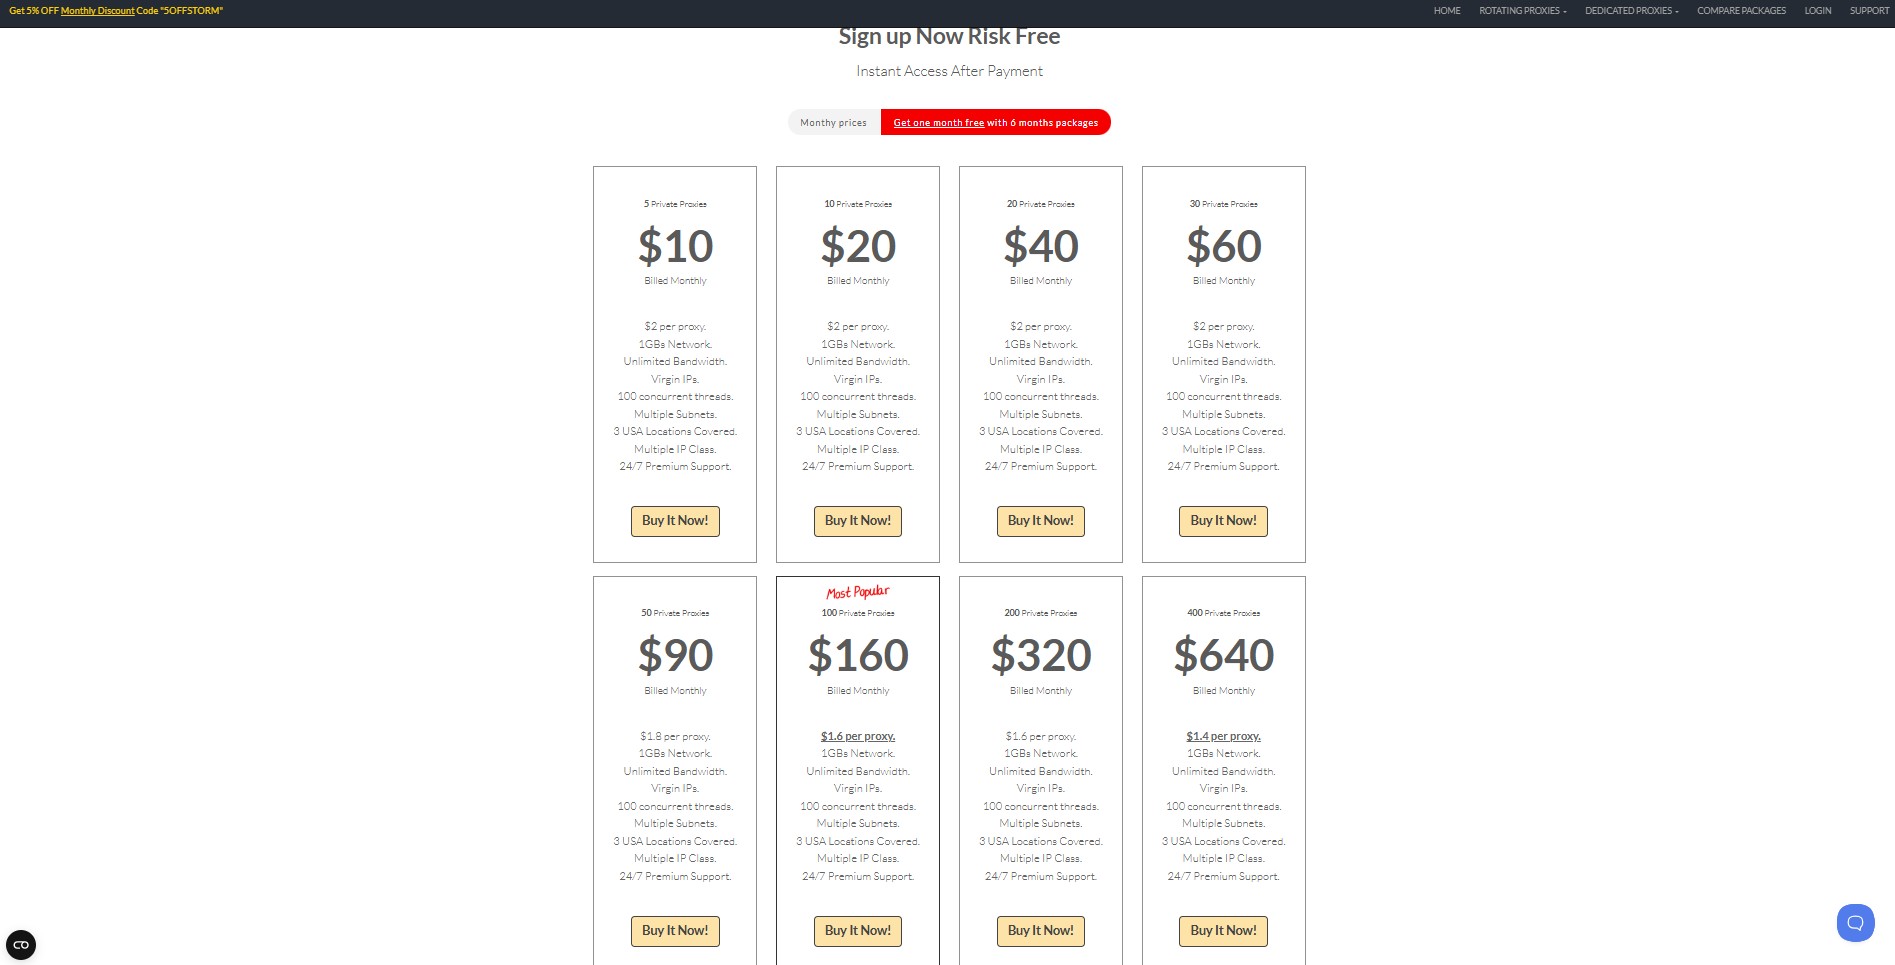 Get 5% OFF Monthly Discount Code "5OFFSTORM"
HOME ROTATING PROXIES DEDICATED PROXIES COMPARE PACKAGES LOGIN SUPPORT
Sign up Now Risk Free
Instant Access After Payment
Monthy prices
Get one month free with 6 months packages
5 Private Proxies
$10
Billed Monthly
$2 per proxy.
1GBs Network.
Unlimited Bandwidth.
Virgin IPs.
100 concurrent threads.
Multiple Subnets.
3 USA Locations Covered.
Multiple IP Class.
24/7 Premium Support.
Buy It Now!
10 Private Proxies
$20
Billed Monthly
$2 per proxy.
1GBs Network.
Unlimited Bandwidth.
Virgin IPs.
100 concurrent threads.
Multiple Subnets.
3 USA Locations Covered.
Multiple IP Class.
24/7 Premium Support.
Buy It Now!
20 Private Proxies
$40
Billed Monthly
$2 per proxy.
1GBs Network.
Unlimited Bandwidth.
Virgin IPs.
100 concurrent threads.
Multiple Subnets.
3 USA Locations Covered.
Multiple IP Class.
24/7 Premium Support.
Buy It Now!
30 Private Proxies
$60
Billed Monthly
$2 per proxy.
1GBs Network.
Unlimited Bandwidth.
Virgin IPs.
100 concurrent threads.
Multiple Subnets.
3 USA Locations Covered.
Multiple IP Class.
24/7 Premium Support.
Buy It Now!
50 Private Proxies
$90
Billed Monthly
$1.8 per proxy.
1GBs Network.
Unlimited Bandwidth.
Virgin IPs.
100 concurrent threads.
Multiple Subnets.
3 USA Locations Covered.
Multiple IP Class.
24/7 Premium Support.
Buy It Now!
Most Popular
100 Private Proxies
$160
Billed Monthly
$1.6 per proxy.
1GBs Network.
Unlimited Bandwidth.
Virgin IPs.
100 concurrent threads.
Multiple Subnets.
3 USA Locations Covered.
Multiple IP Class.
24/7 Premium Support.
Buy It Now!
200 Private Proxies
$320
Billed Monthly
$1.6 per proxy.
1GBs Network.
Unlimited Bandwidth.
Virgin IPs.
100 concurrent threads.
Multiple Subnets.
3 USA Locations Covered.
Multiple IP Class.
24/7 Premium Support.
Buy It Now!
400 Private Proxies
$640
Billed Monthly
$1.4 per proxy.
1GBs Network.
Unlimited Bandwidth.
Virgin IPs.
100 concurrent threads.
Multiple Subnets.
3 USA Locations Covered.
Multiple IP Class.
24/7 Premium Support.
Buy It Now!